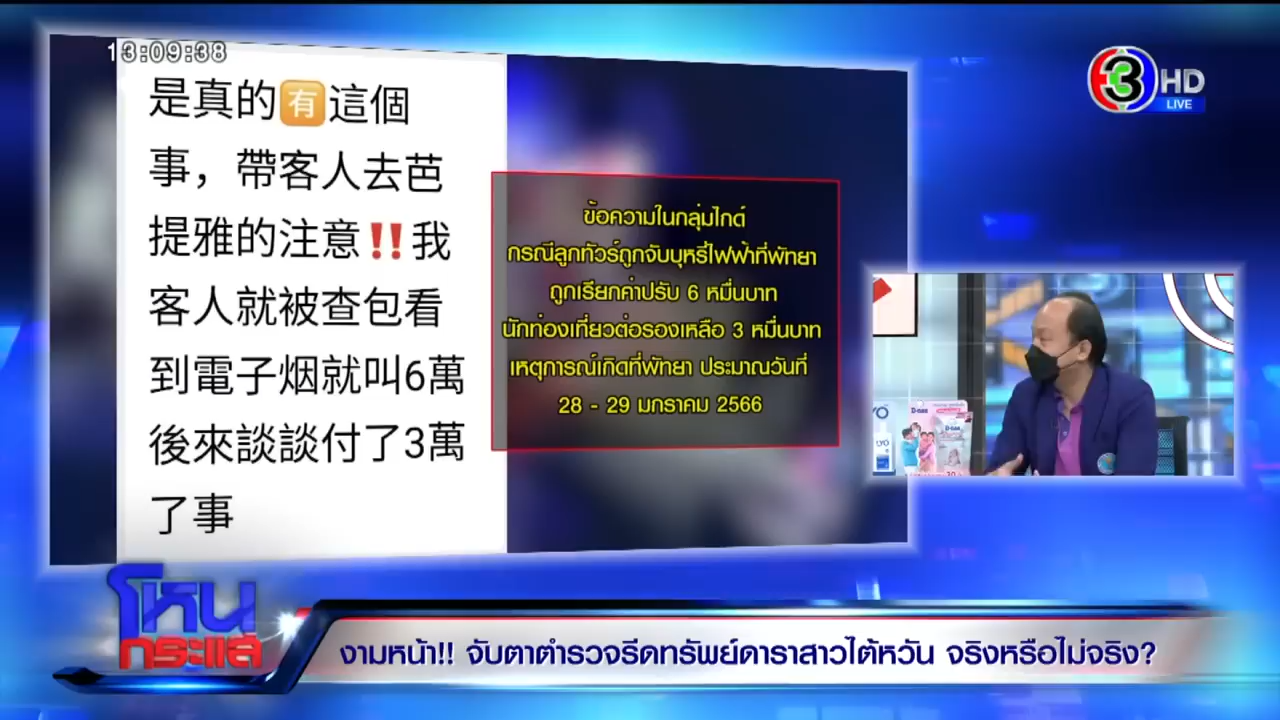 13:09:38
是真的🈶這個
事，帶客人去芭
提雅的注意‼️我
客人就被查包看
到電子烟就叫6萬
後來談談付了3萬
了事
ข้อความในกลุ่มไกด์
กรณีลูกทัวร์ถูกจับบุหรี่ไฟฟ้าที่พัทยา
ถูกเรียกค่าปรับ 6 หมื่นบาท
นักท่องเที่ยวต่อรองเหลือ 3 หมื่นบาท
เหตุการณ์เกิดที่พัทยา ประมาณวันที่
28 - 29 มกราคม 2566
3 HD
LIVE
D-nee
โหน
กระแส
งามหน้า!! จับตาตำรวจรีดทรัพย์ดาราสาวไต้หวัน จริงหรือไม่จริง?